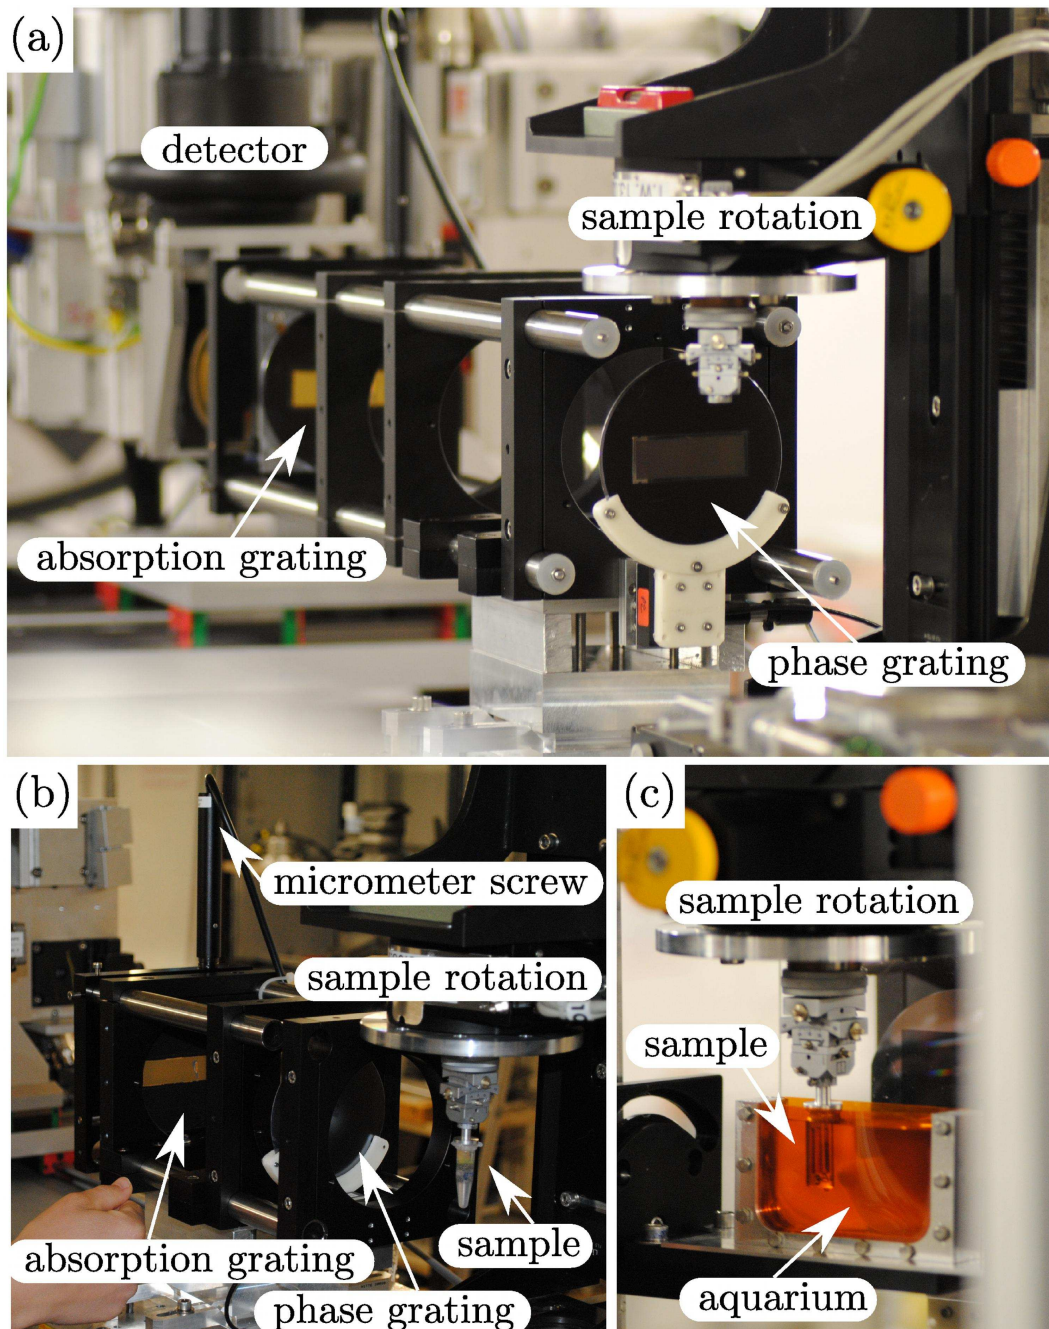 (a)
detector
sample rotation
absorption grating
phase grating
(b)
micrometer screw
sample rotation
absorption grating
sample
phase grating
(c)
sample rotation
sample
aquarium